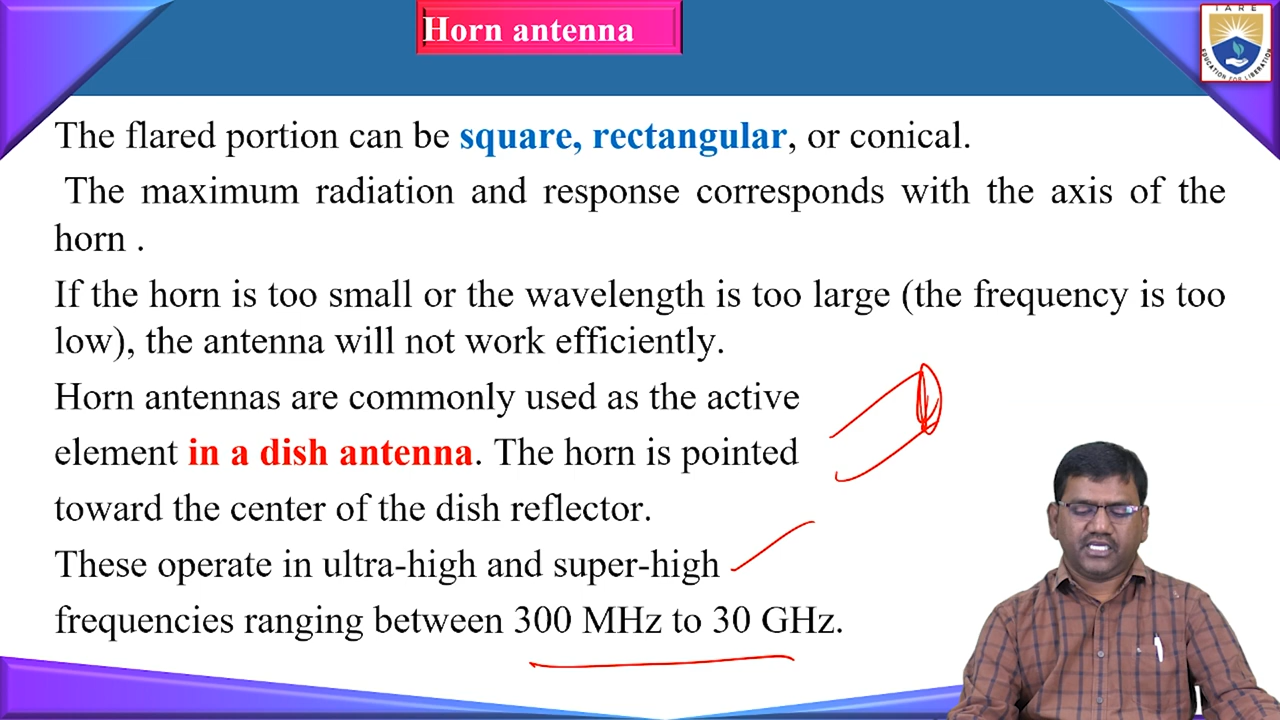 Horn antenna
IARE
EDUCATION FOR LIBERATION
The flared portion can be square, rectangular, or conical.
The maximum radiation and response corresponds with the axis of the
horn .
If the horn is too small or the wavelength is too large (the frequency is too
low), the antenna will not work efficiently.
Horn antennas are commonly used as the active
element in a dish antenna. The horn is pointed
toward the center of the dish reflector.
These operate in ultra-high and super-high
frequencies ranging between 300 MHz to 30 GHz.